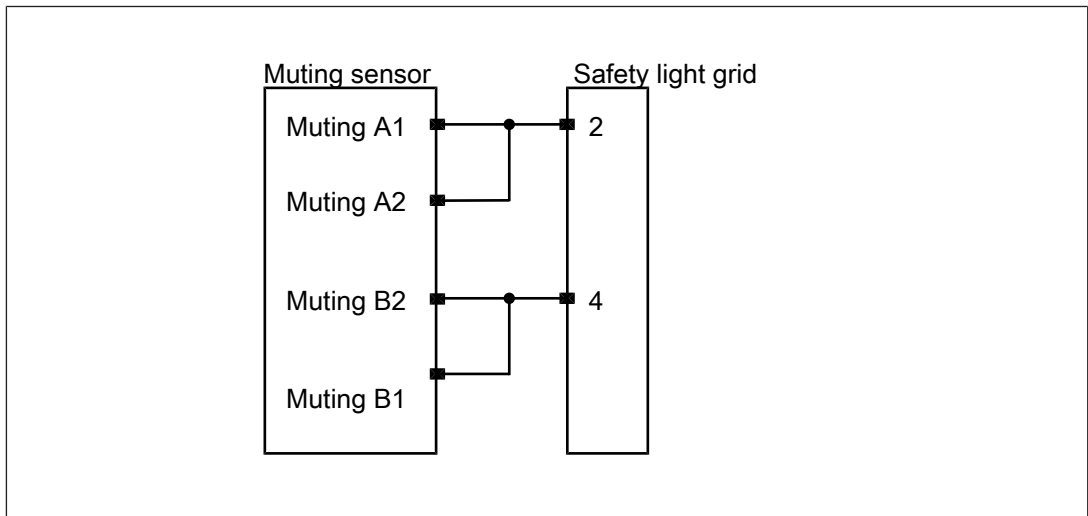 Muting sensor
Safety light grid
Muting A1
2
Muting A2
Muting B2
4
Muting B1